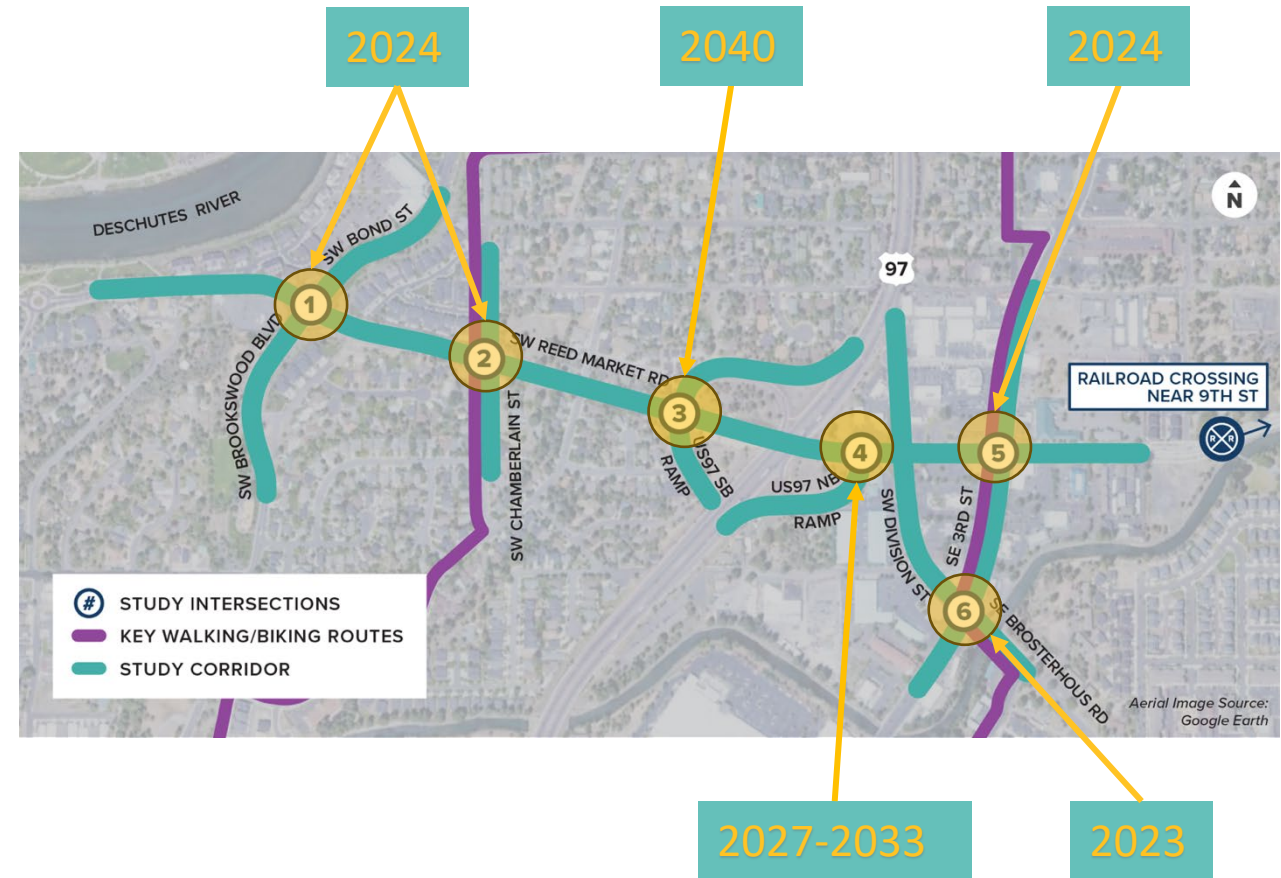 2024
2040
2024
DESCHUTES RIVER
SW BOND ST
N
97
1
SW BROOKSWOOD BLVD
2
SW REED MARKET RD
3
4
5
RAILROAD CROSSING
NEAR 9TH ST
R R
US97 SB
RAMP
US97 NB
RAMP
SW CHAMBERLAIN ST
SW DIVISION ST
SE 3RD ST
6
SE BROSTERHOUS RD
# STUDY INTERSECTIONS
KEY WALKING/BIKING ROUTES
STUDY CORRIDOR
Aerial Image Source:
Google Earth
2027-2033
2023